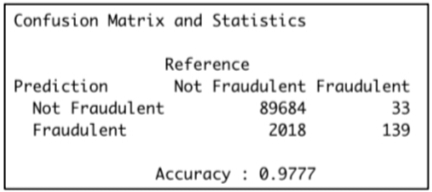 Confusion Matrix and Statistics
Reference
Prediction Not Fraudulent Fraudulent
Not Fraudulent 89684 33
Fraudulent 2018 139
Accuracy : 0.9777